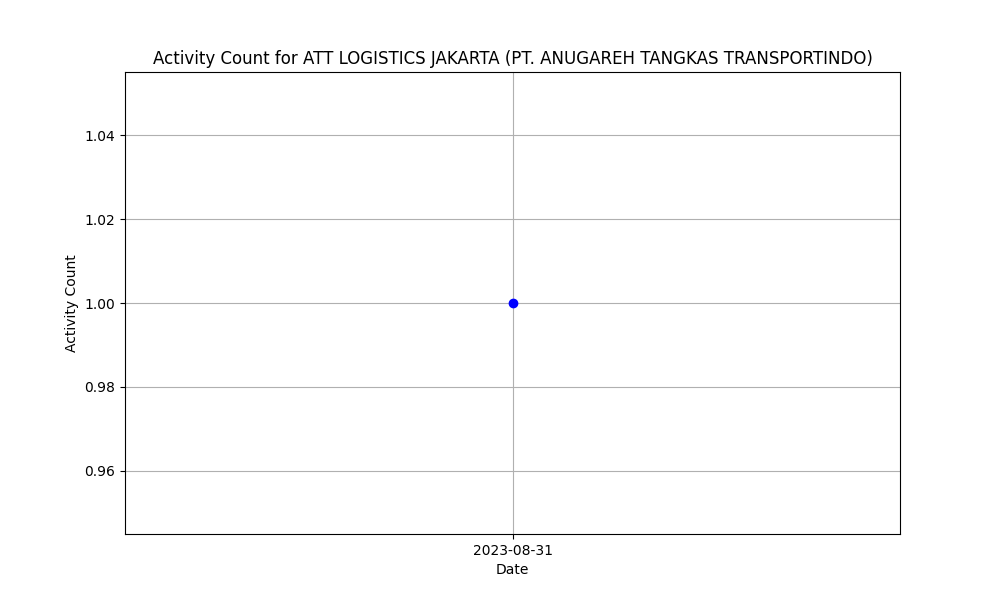 Activity Count for ATT LOGISTICS JAKARTA (PT. ANUGAREH TANGKAS TRANSPORTINDO)
1.04
1.02
1.00
0.98
0.96
Activity Count
2023-08-31
Date